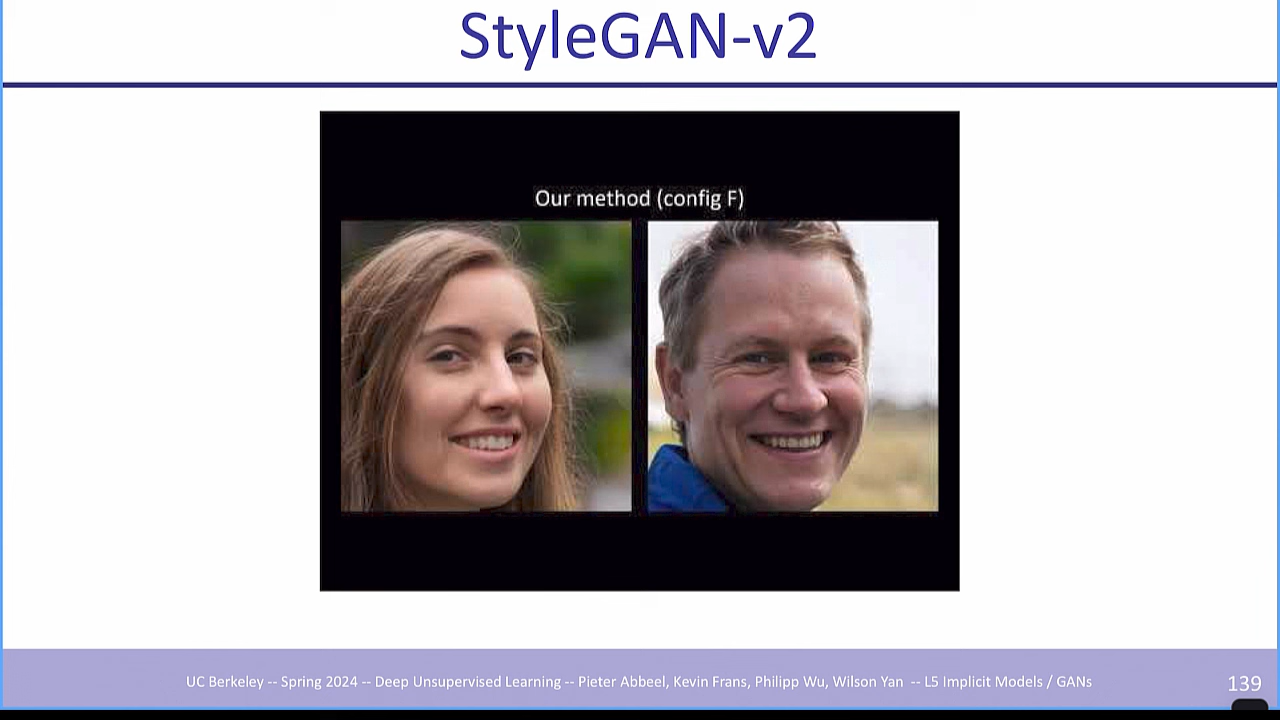 StyleGAN-v2
Our method (config F)
UC Berkeley -- Spring 2024 -- Deep Unsupervised Learning -- Pieter Abbeel, Kevin Frans, Philipp Wu, Wilson Yan -- L5 Implicit Models / GANs
139